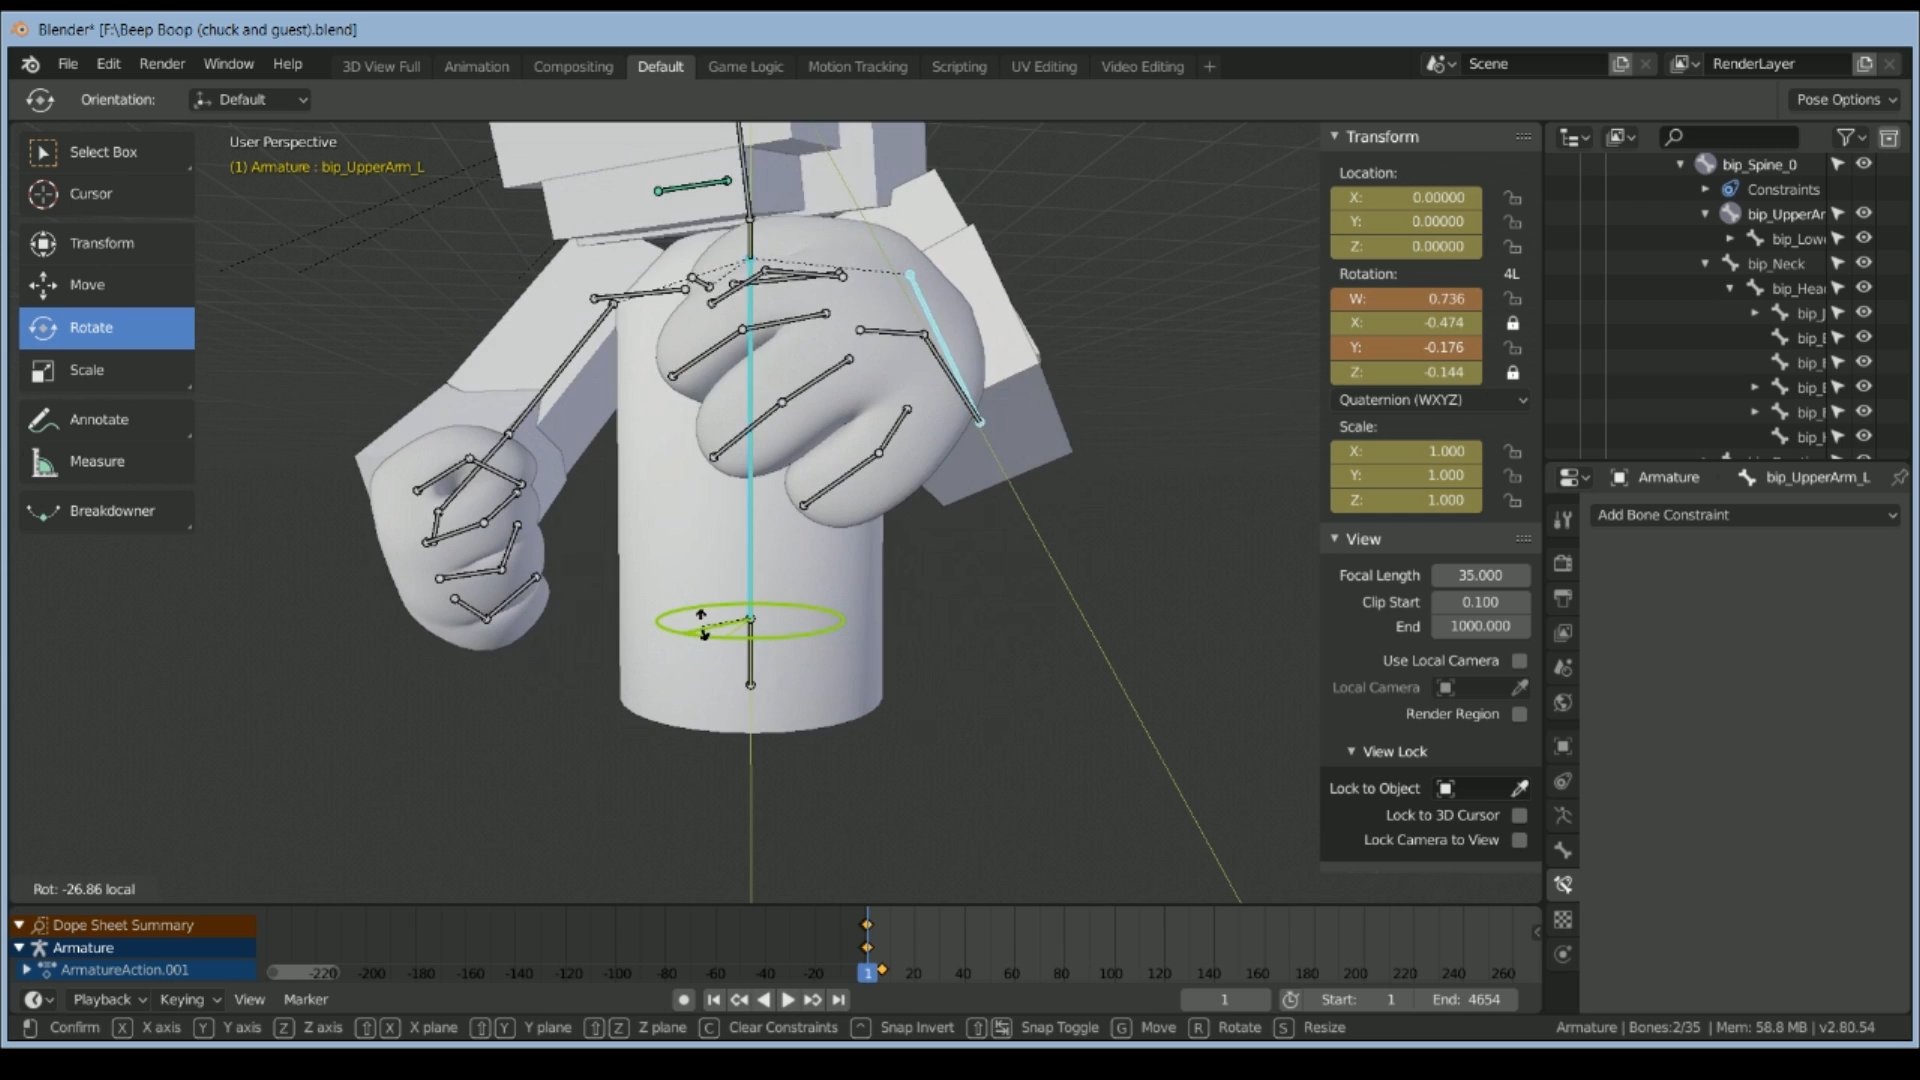 Blender* [F:\Beep Boop (chuck and guest).blend]
File Edit Render Window Help 3D View Full Animation Compositing Default Game Logic Motion Tracking Scripting UV Editing Video Editing + Scene RenderLayer
Orientation: Default Pose Options
Select Box
Cursor
Transform
Move
Rotate
Scale
Annotate
Measure
Breakdowner
User Perspective
(1) Armature : bip_UpperArm_L
Transform
Location:
X: 0.00000
Y: 0.00000
Z: 0.00000
Rotation: 4L
W: 0.736
X: -0.474
Y: -0.176
Z: -0.144
Quaternion (WXYZ)
Scale:
X: 1.000
Y: 1.000
Z: 1.000
View
Focal Length 35.000
Clip Start 0.100
End 1000.000
Use Local Camera
Local Camera
Render Region
View Lock
Lock to Object
Lock to 3D Cursor
Lock Camera to View
bip_Spine_0
Constraints
bip_UpperAr
bip_Low
bip_Neck
bip_Hea
bip_J
bip_E
bip_
bip_E
bip_
bip_
Armature bip_UpperArm_L
Add Bone Constraint
Rot: -26.86 local
Dope Sheet Summary
Armature
ArmatureAction.001
-220 -200 -180 -160 -140 -120 -100 -80 -60 -40 -20 1 20 40 60 80 100 120 140 160 180 200 220 240 260
Playback Keying View Marker 1 Start: 1 End: 4654
Confirm X X axis Y Y axis Z Z axis X X plane Y Y plane Z Z plane C Clear Constraints ^ Snap Invert Snap Toggle G Move R Rotate S Resize Armature | Bones:2/35 | Mem: 58.8 MB | v2.80.54